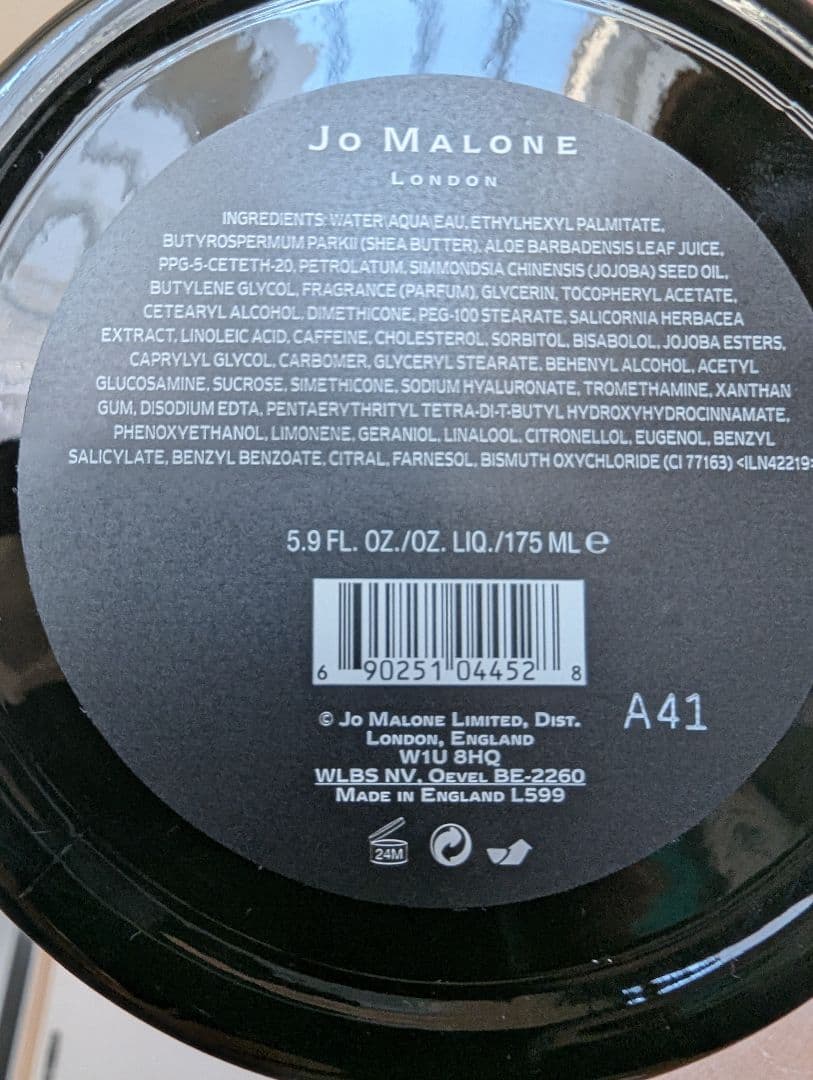 Jo Malone
London
INGREDIENTS: WATER\AQUA\EAU, ETHYLHEXYL PALMITATE,
BUTYROSPERMUM PARKII (SHEA BUTTER), ALOE BARBADENSIS LEAF JUICE,
PPG-5-CETETH-20, PETROLATUM, SIMMONDSIA CHINENSIS (JOJOBA) SEED OIL,
BUTYLENE GLYCOL, FRAGRANCE (PARFUM), GLYCERIN, TOCOPHERYL ACETATE,
CETEARYL ALCOHOL, DIMETHICONE, PEG-100 STEARATE, SALICORNIA HERBACEA
EXTRACT, LINOLEIC ACID, CAFFEINE, CHOLESTEROL, SORBITOL, BISABOLOL, JOJOBA ESTERS,
CAPRYLYL GLYCOL, CARBOMER, GLYCERYL STEARATE, BEHENYL ALCOHOL, ACETYL
GLUCOSAMINE, SUCROSE, SIMETHICONE, SODIUM HYALURONATE, TROMETHAMINE, XANTHAN
GUM, DISODIUM EDTA, PENTAERYTHRITYL TETRA-DI-T-BUTYL HYDROXYHYDROCINNAMATE,
PHENOXYETHANOL, LIMONENE, GERANIOL, LINALOOL, CITRONELLOL, EUGENOL, BENZYL
SALICYLATE, BENZYL BENZOATE, CITRAL, FARNESOL, BISMUTH OXYCHLORIDE (CI 77163) <ILN42219>
5.9 FL. OZ./OZ. LIQ./175 ML ℮
6 90251 04452 8
A41
© Jo Malone Limited, Dist.
London, England
W1U 8HQ
WLBS NV, Oevel BE-2260
Made in England L599
24M